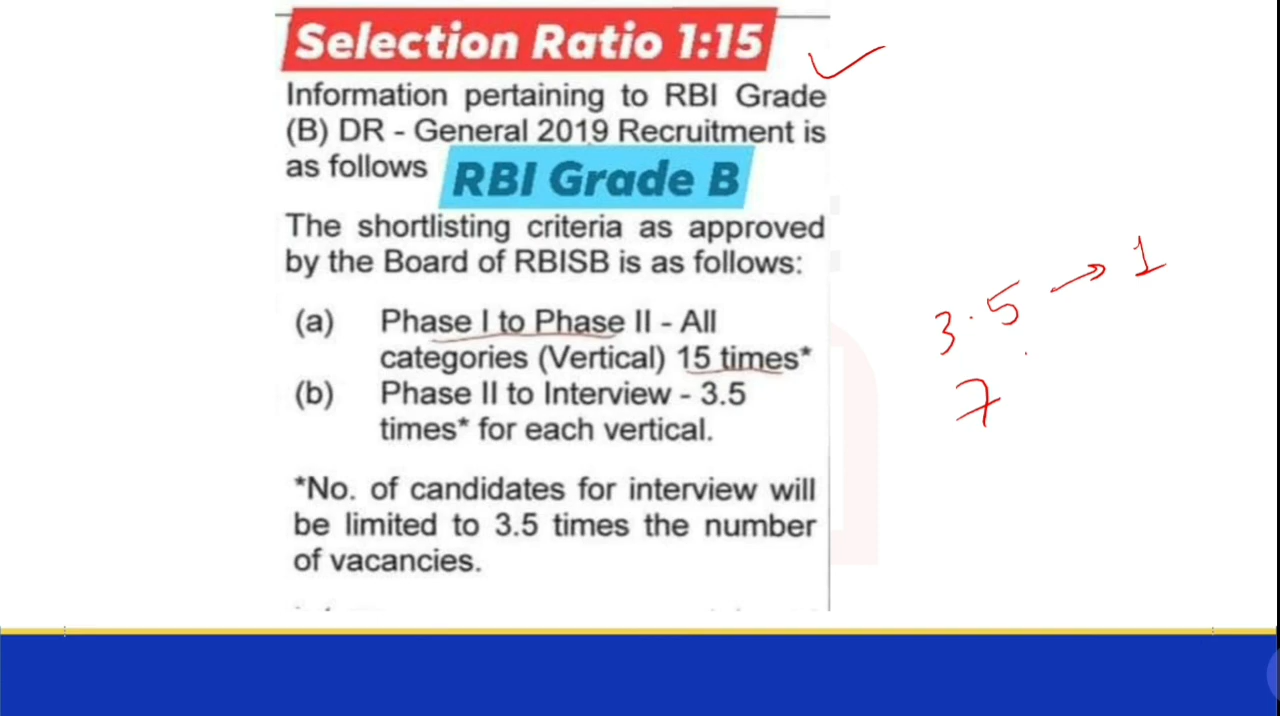 Selection Ratio 1:15
Information pertaining to RBI Grade
(B) DR - General 2019 Recruitment is
as follows
RBI Grade B
The shortlisting criteria as approved
by the Board of RBISB is as follows:
(a) Phase I to Phase II - All
categories (Vertical) 15 times*
(b) Phase II to Interview - 3.5
times* for each vertical.
*No. of candidates for interview will
be limited to 3.5 times the number
of vacancies.
3.5 → 1
7